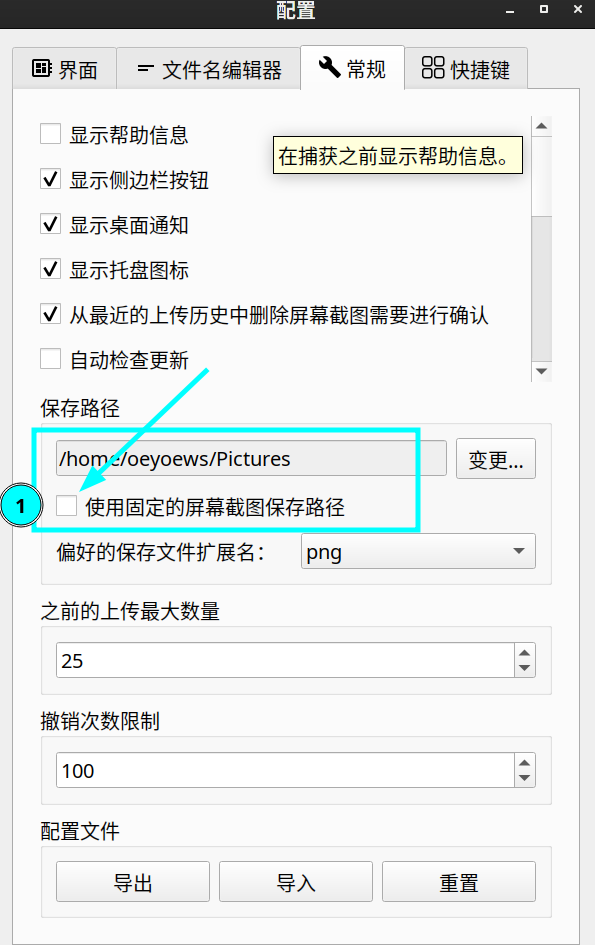 配置
界面
文件名编辑器
常规
快捷键
显示帮助信息
在捕获之前显示帮助信息。
显示侧边栏按钮
显示桌面通知
显示托盘图标
从最近的上传历史中删除屏幕截图需要进行确认
自动检查更新
保存路径
/home/oeyoews/Pictures
变更...
1
使用固定的屏幕截图保存路径
偏好的保存文件扩展名：
png
之前的上传最大数量
25
撤销次数限制
100
配置文件
导出
导入
重置